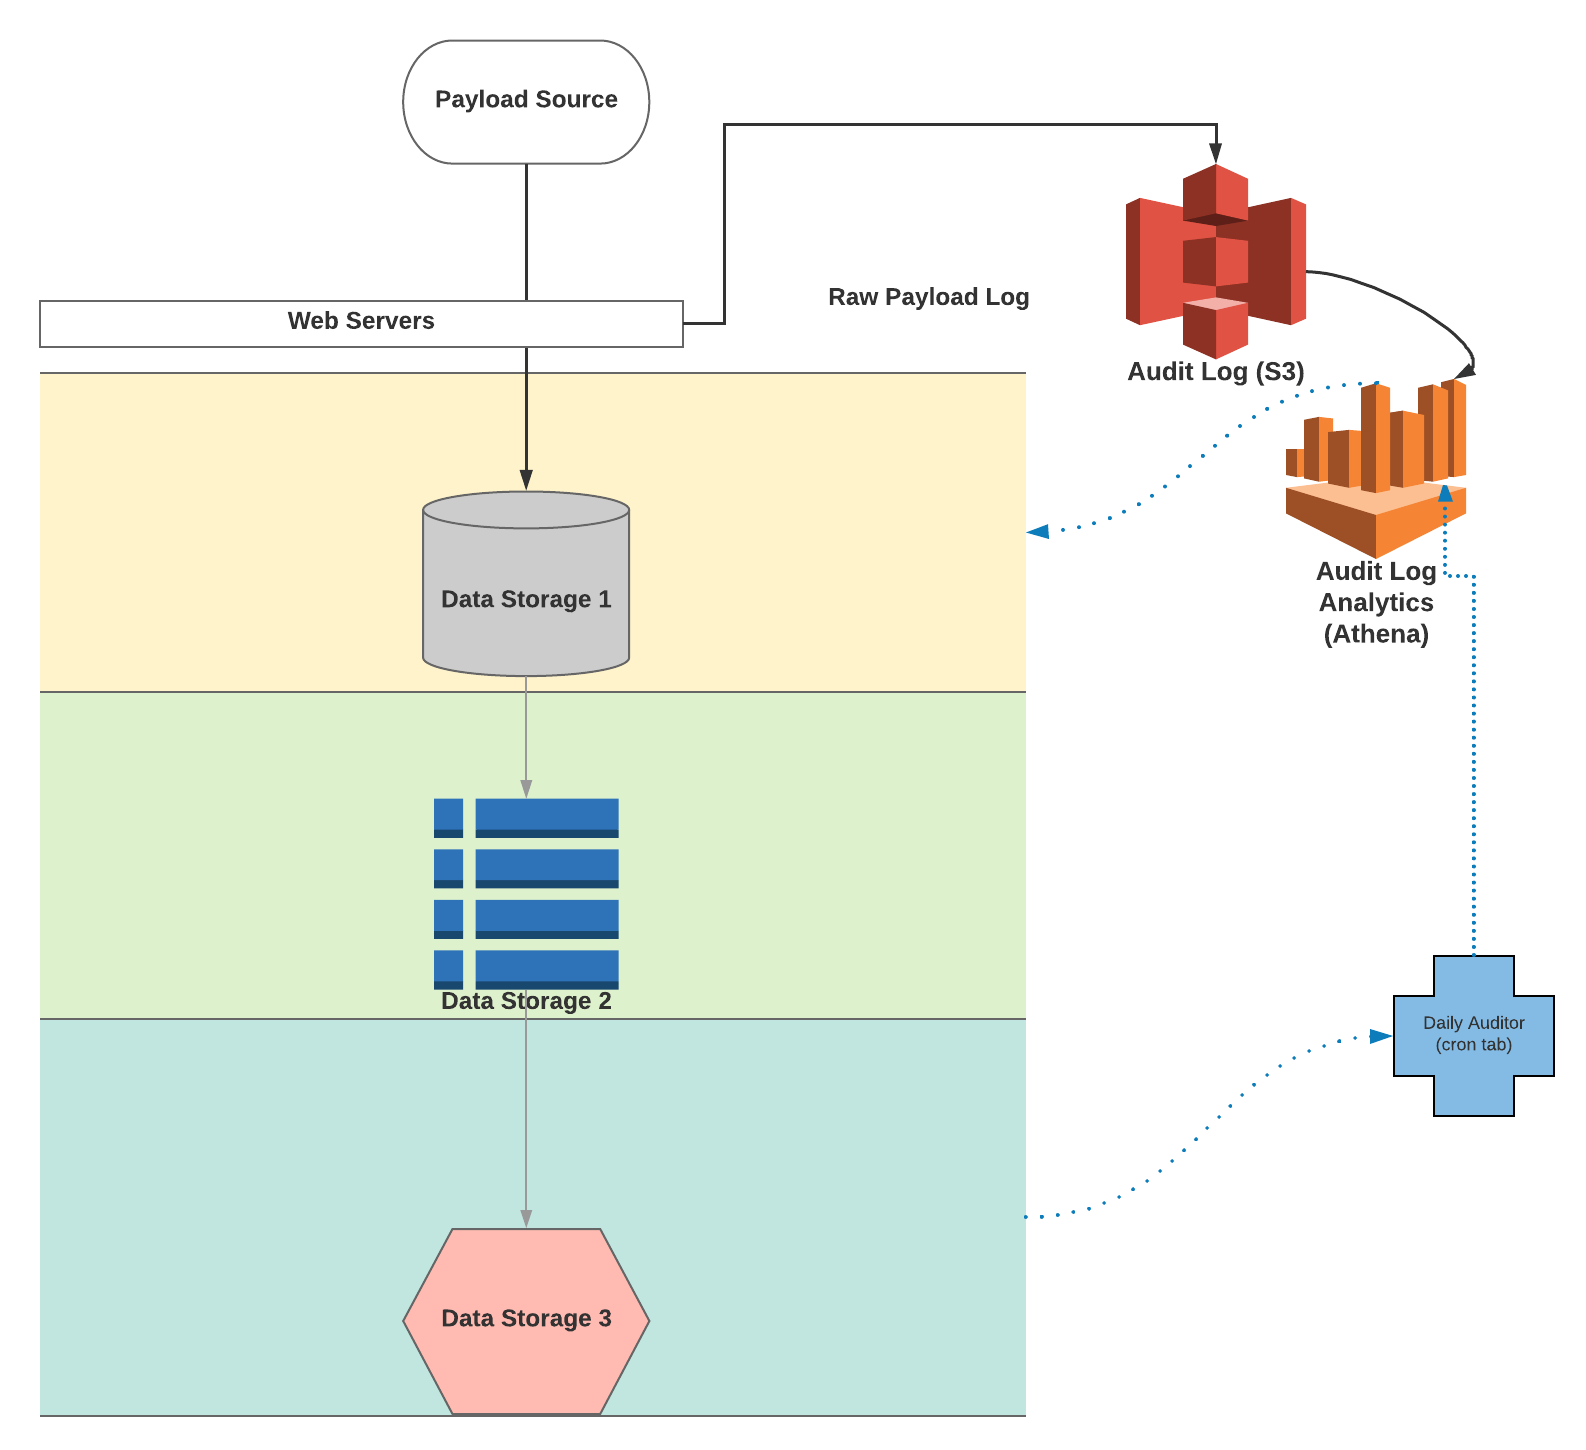 Payload Source
Web Servers
Raw Payload Log
Audit Log (S3)
Data Storage 1
Audit Log
Analytics
(Athena)
Data Storage 2
Daily Auditor
(cron tab)
Data Storage 3